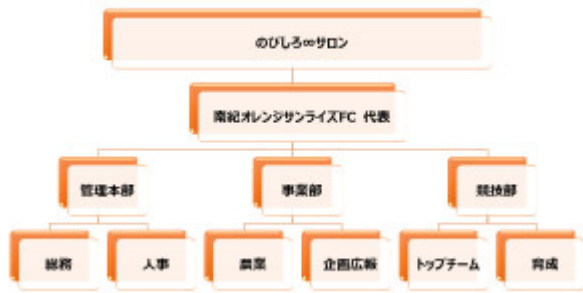 のびしろ∞サロン
南紀オレンジサンライズFC 代表
管理本部
事業部
競技部
総務
人事
農業
企画広報
トップチーム
育成